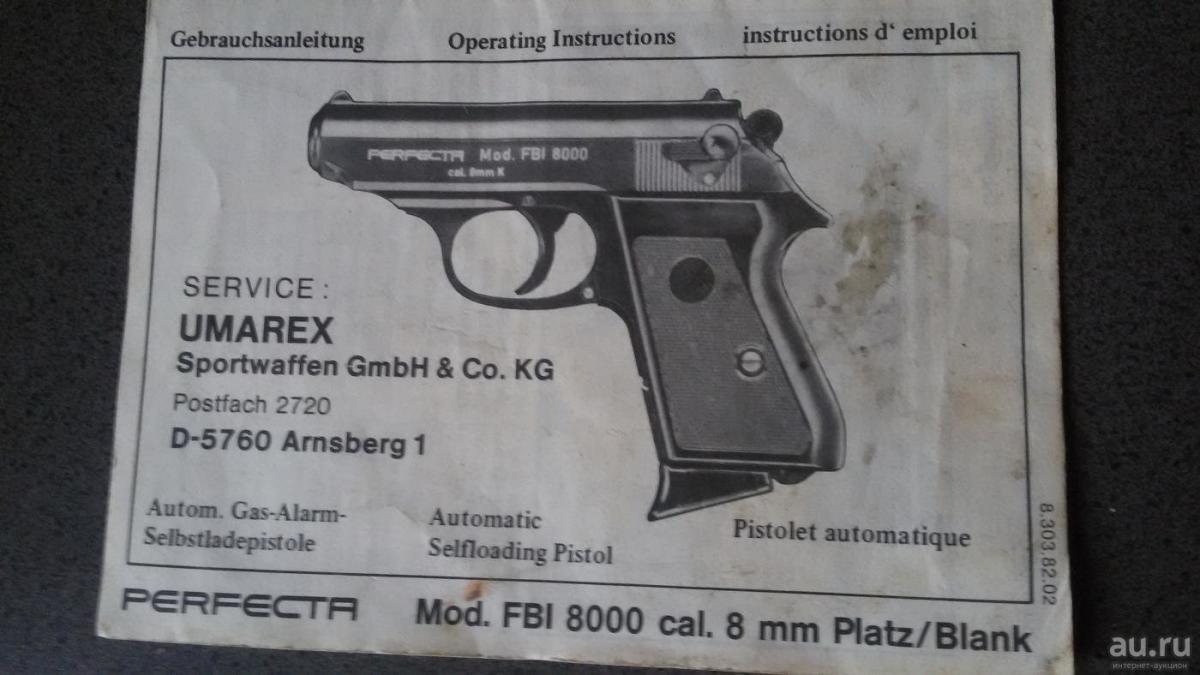 Gebrauchsanleitung Operating Instructions instructions d' emploi
PERFECTA Mod. FBI 8000
cal. 8mm K
SERVICE:
UMAREX
Sportwaffen GmbH & Co. KG
Postfach 2720
D-5760 Arnsberg 1
Autom. Gas-Alarm-
Selbstladepistole
Automatic
Selfloading Pistol
Pistolet automatique
8.303.82.02
PERFECTA Mod. FBI 8000 cal. 8 mm Platz/Blank
au.ru
интернет-аукцион